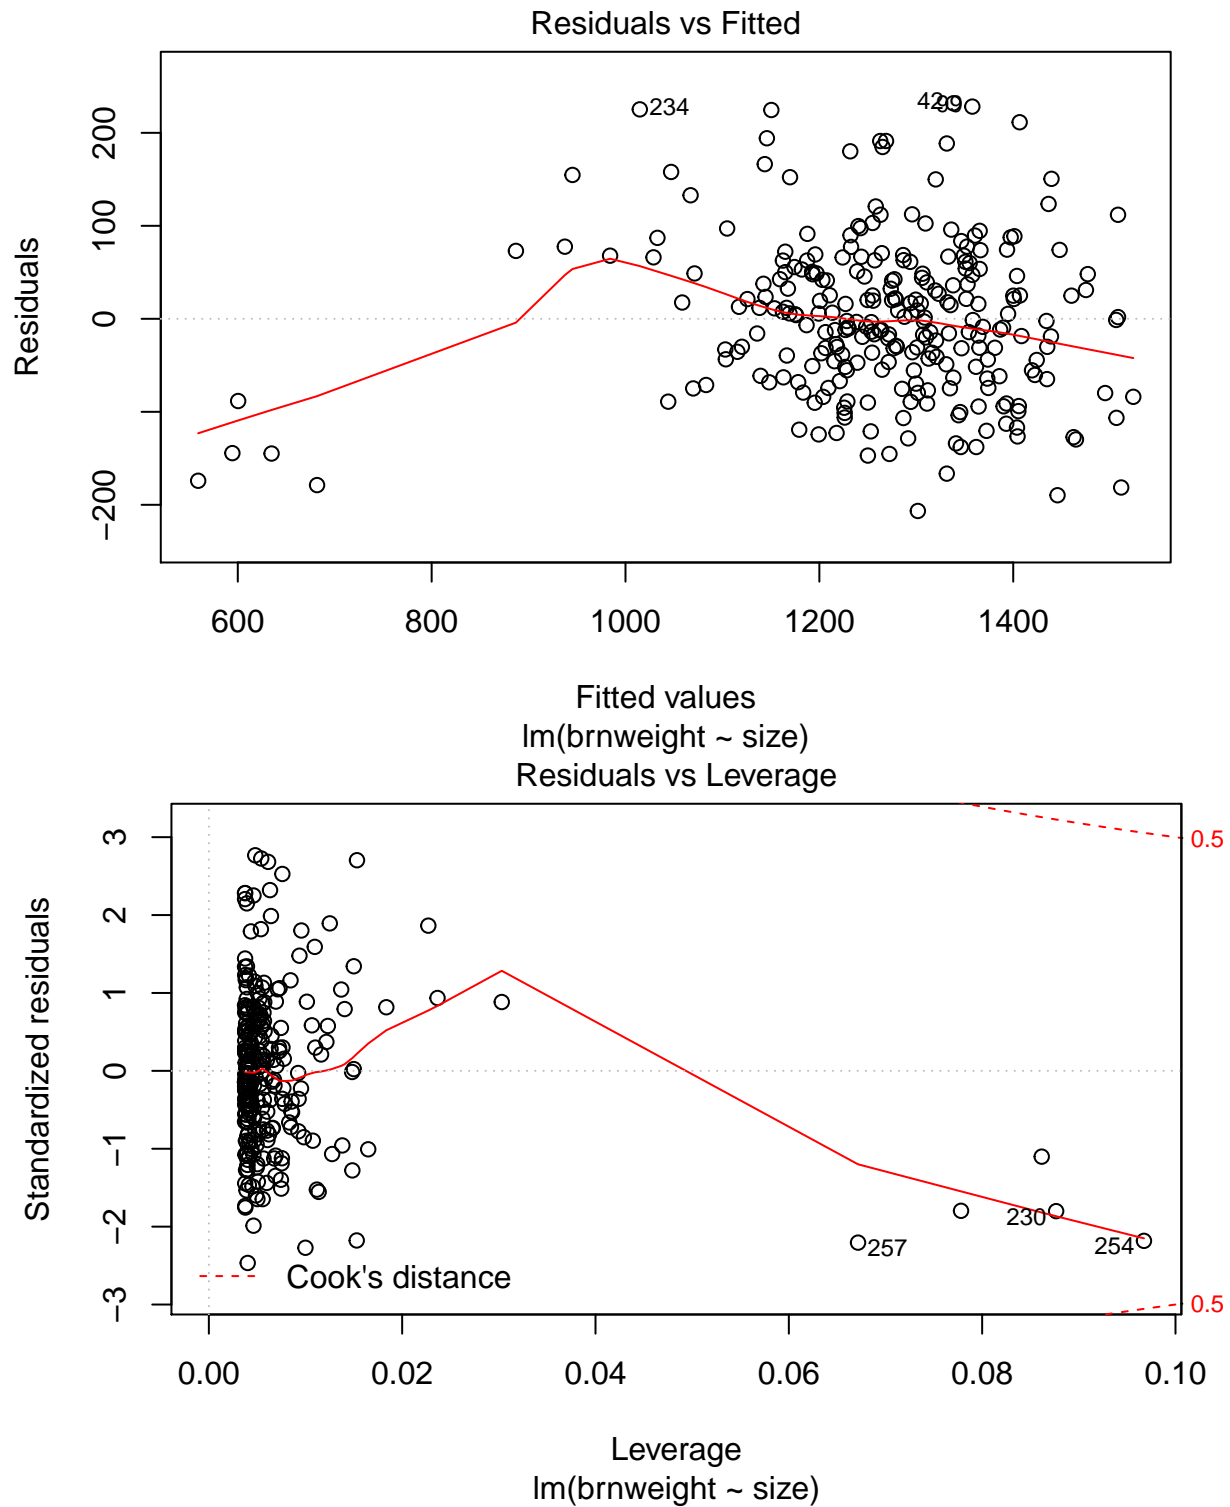 Residuals vs Fitted
Residuals
200
100
0
−200
234
42
99
600 800 1000 1200 1400
Fitted values
lm(brnweight ~ size)
Residuals vs Leverage
Standardized residuals
3
2
1
0
−1
−2
−3
0.5
230
257
254
Cook's distance
0.5
0.00 0.02 0.04 0.06 0.08 0.10
Leverage
lm(brnweight ~ size)